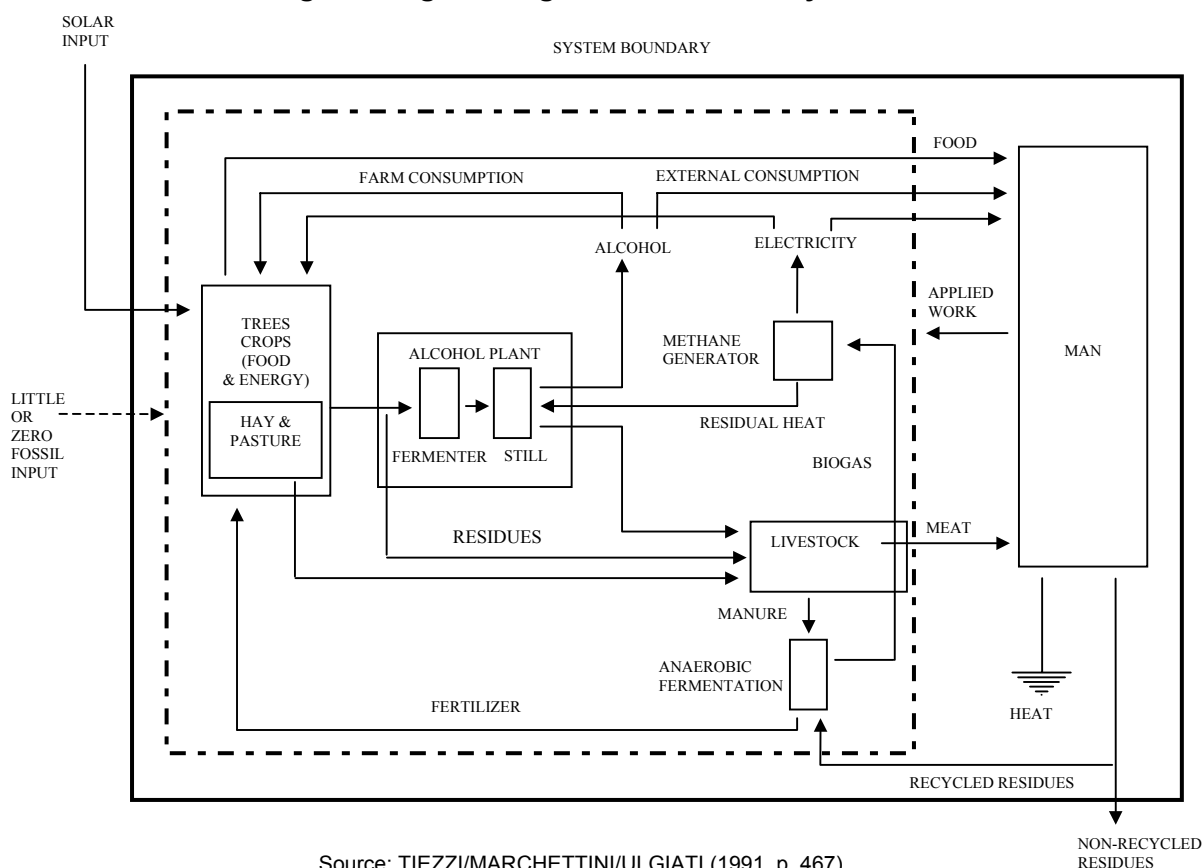 SOLAR
INPUT
SYSTEM BOUNDARY
FOOD
FARM CONSUMPTION
EXTERNAL CONSUMPTION
ALCOHOL
ELECTRICITY
APPLIED
WORK
TREES
CROPS
(FOOD
& ENERGY)
METHANE
GENERATOR
MAN
ALCOHOL PLANT
LITTLE
OR
ZERO
FOSSIL
INPUT
HAY &
PASTURE
RESIDUAL HEAT
FERMENTER
STILL
BIOGAS
RESIDUES
LIVESTOCK
MEAT
MANURE
ANAEROBIC
FERMENTATION
FERTILIZER
HEAT
RECYCLED RESIDUES
NON-RECYCLED
RESIDUES
Source: TIEZZI/MARCHETTINI/ULGIATI (1991, p. 467)